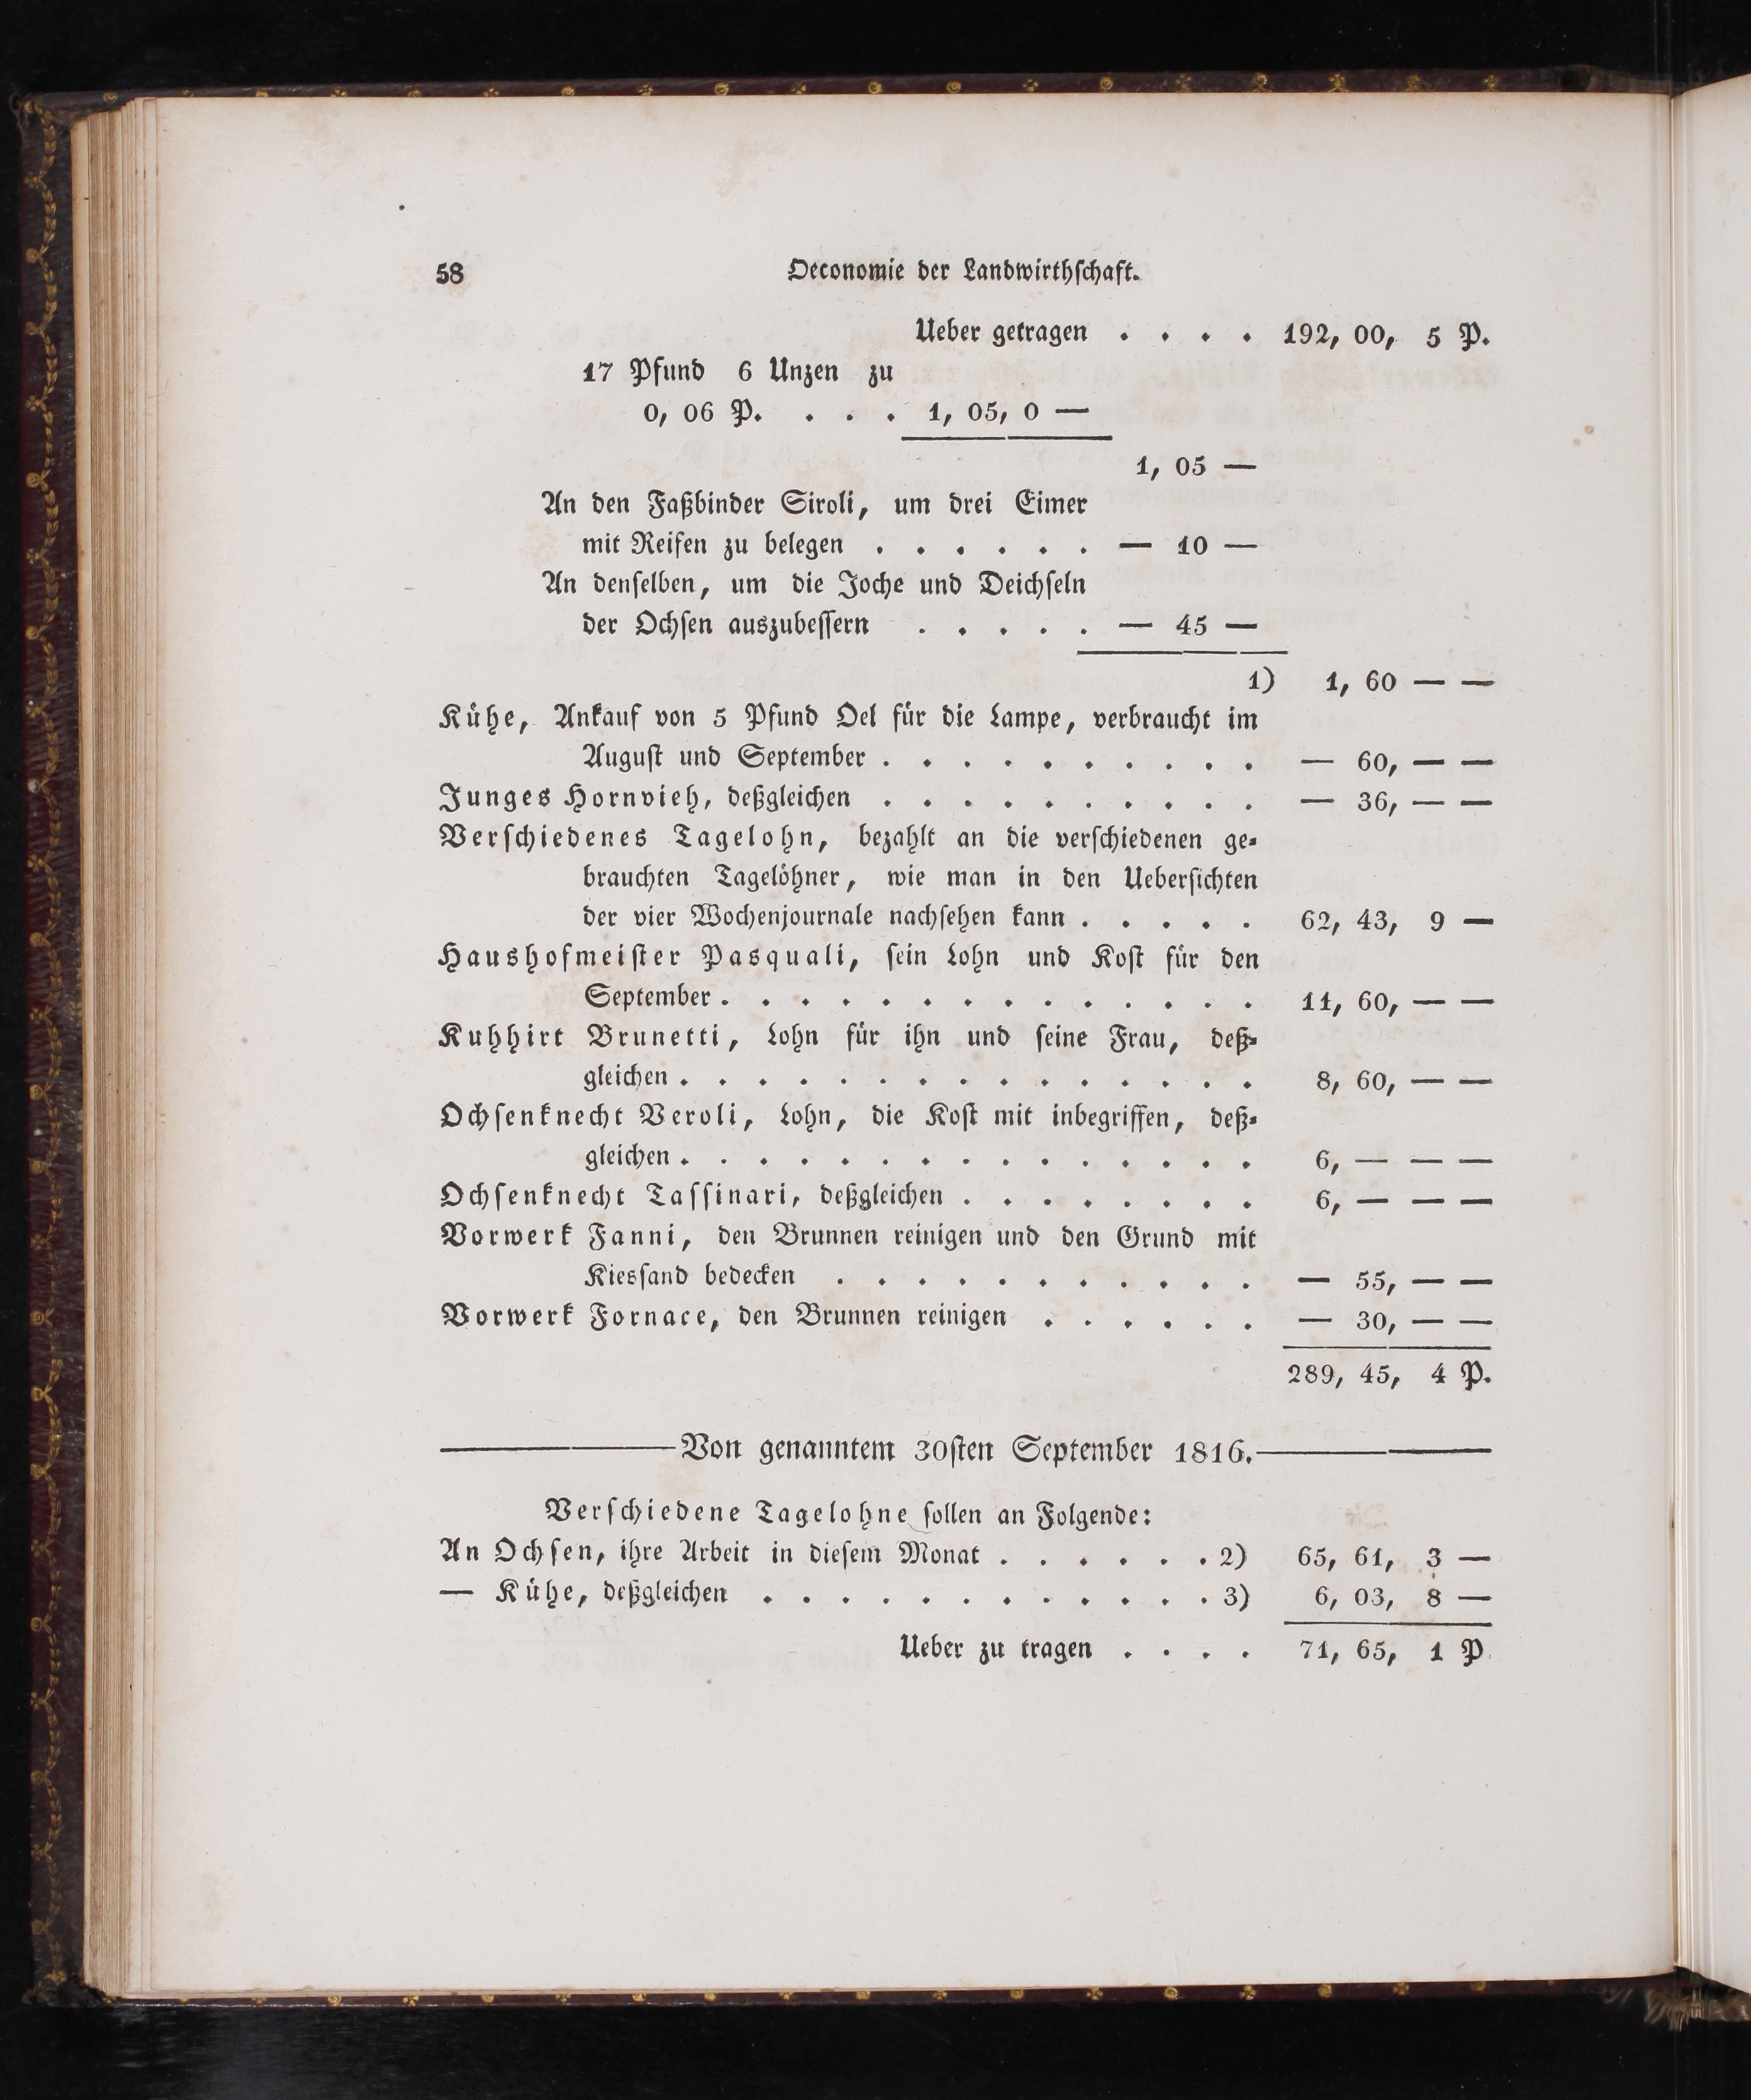 58 Oeconomie der Landwirthschaft.
Ueber getragen . . . . 192, 00, 5 P.
17 Pfund 6 Unzen zu
0, 06 P. . . . 1, 05, 0 —
1, 05 —
An den Faßbinder Siroli, um drei Eimer
mit Reifen zu belegen . . . . . . — 10 —
An denselben, um die Joche und Deichseln
der Ochsen auszubessern . . . . . — 45 —
1) 1, 60 — —
Kühe, Ankauf von 5 Pfund Oel für die Lampe, verbraucht im
August und September . . . . . . . . . . — 60, — —
Junges Hornvieh, deßgleichen . . . . . . . . . . — 36, — —
Verschiedenes Tagelohn, bezahlt an die verschiedenen ge-
brauchten Tagelöhner, wie man in den Uebersichten
der vier Wochenjournale nachsehen kann . . . . . 62, 43, 9 —
Haushofmeister Pasquali, sein Lohn und Kost für den
September . . . . . . . . . . . . . . 11, 60, — —
Kuhhirt Brunetti, Lohn für ihn und seine Frau, deß-
gleichen . . . . . . . . . . . . . . . 8, 60, — —
Ochsenknecht Veroli, Lohn, die Kost mit inbegriffen, deß-
gleichen . . . . . . . . . . . . . . . 6, — — —
Ochsenknecht Tassinari, deßgleichen . . . . . . . . 6, — — —
Vorwerk Fanni, den Brunnen reinigen und den Grund mit
Kiessand bedecken . . . . . . . . . . . — 55, — —
Vorwerk Fornace, den Brunnen reinigen . . . . . . — 30, — —
289, 45, 4 P.
Von genanntem 30sten September 1816.
Verschiedene Tagelohne sollen an Folgende:
An Ochsen, ihre Arbeit in diesem Monat . . . . . . 2) 65, 61, 3 —
— Kühe, deßgleichen . . . . . . . . . . . . 3) 6, 03, 8 —
Ueber zu tragen . . . . 71, 65, 1 P.